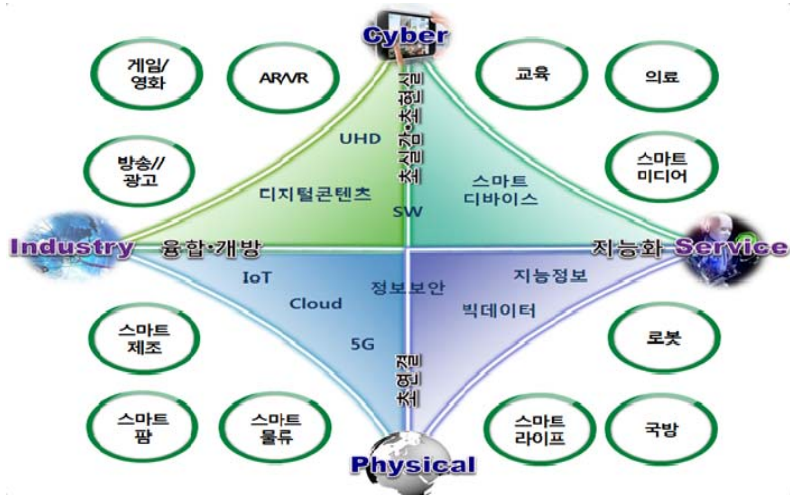 Cyber
게임/
영화
AR/VR
교육
의료
방송//
광고
스마트
미디어
초실감·초현실
UHD
디지털콘텐츠
SW
스마트
디바이스
Industry
융합·개방
지능화
Service
IoT
Cloud
5G
정보보안
지능정보
빅데이터
초연결
스마트
제조
로봇
스마트
팜
스마트
물류
스마트
라이프
국방
Physical